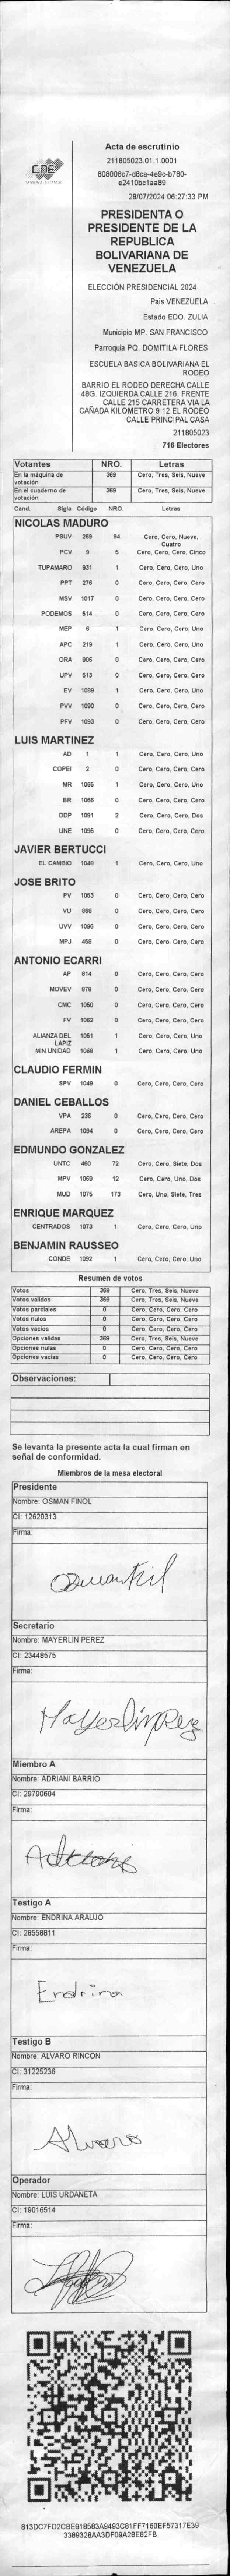 CNE
Acta de escrutinio
211805023.01.1.0001
e2410bc1aa89
28/07/2024 06:27:33 PM
PRESIDENTA O
PRESIDENTE DE LA
REPUBLICA
BOLIVARIANA DE
VENEZUELA
ELECCIÓN PRESIDENCIAL 2024
País VENEZUELA
Estado EDO. ZULIA
Municipio MP. SAN FRANCISCO
Parroquia PQ. DOMITILA FLORES
ESCUELA BASICA BOLIVARIANA EL
RODEO
BARRIO EL RODEO DERECHA CALLE
48G. IZQUIERDA CALLE 216. FRENTE
CALLE 215 CARRETERA VIA LA
CAÑADA KILOMETRO 9 12 EL RODEO
CALLE PRINCIPAL CASA
211805023
716 Electores
Votantes NRO. Letras
En la máquina de votación 369 Cero, Tres, Seis, Nueve
En el cuaderno de votación 369 Cero, Tres, Seis, Nueve
Cand. Sigla Código NRO. Letras
NICOLAS MADURO
PSUV 269 94 Cero, Cero, Nueve, Cuatro
PCV 9 5 Cero, Cero, Cero, Cinco
TUPAMARO 931 1 Cero, Cero, Cero, Uno
PPT 276 0 Cero, Cero, Cero, Cero
MSV 1017 0 Cero, Cero, Cero, Cero
PODEMOS 514 0 Cero, Cero, Cero, Cero
MEP 6 1 Cero, Cero, Cero, Uno
APC 219 1 Cero, Cero, Cero, Uno
ORA 906 0 Cero, Cero, Cero, Cero
UPV 513 0 Cero, Cero, Cero, Cero
EV 1089 1 Cero, Cero, Cero, Uno
PVV 1090 0 Cero, Cero, Cero, Cero
PFV 1093 0 Cero, Cero, Cero, Cero
LUIS MARTINEZ
AD 1 1 Cero, Cero, Cero, Uno
COPEI 2 0 Cero, Cero, Cero, Cero
MR 1065 1 Cero, Cero, Cero, Uno
BR 1066 0 Cero, Cero, Cero, Cero
DDP 1091 2 Cero, Cero, Cero, Dos
UNE 1095 0 Cero, Cero, Cero, Cero
JAVIER BERTUCCI
EL CAMBIO 1048 1 Cero, Cero, Cero, Uno
JOSE BRITO
PV 1053 0 Cero, Cero, Cero, Cero
VU 868 0 Cero, Cero, Cero, Cero
UVV 1096 0 Cero, Cero, Cero, Cero
MPJ 458 0 Cero, Cero, Cero, Cero
ANTONIO ECARRI
AP 814 0 Cero, Cero, Cero, Cero
MOVEV 878 0 Cero, Cero, Cero, Cero
CMC 1050 0 Cero, Cero, Cero, Cero
FV 1062 0 Cero, Cero, Cero, Cero
ALIANZA DEL LAPIZ 1051 1 Cero, Cero, Cero, Uno
MIN UNIDAD 1068 1 Cero, Cero, Cero, Uno
CLAUDIO FERMIN
SPV 1049 0 Cero, Cero, Cero, Cero
DANIEL CEBALLOS
VPA 236 0 Cero, Cero, Cero, Cero
AREPA 1094 0 Cero, Cero, Cero, Cero
EDMUNDO GONZALEZ
UNTC 460 72 Cero, Cero, Siete, Dos
MPV 1069 12 Cero, Cero, Uno, Dos
MUD 1075 173 Cero, Uno, Siete, Tres
ENRIQUE MARQUEZ
CENTRADOS 1073 1 Cero, Cero, Cero, Uno
BENJAMIN RAUSSEO
CONDE 1092 1 Cero, Cero, Cero, Uno
Resumen de votos
Votos 369 Cero, Tres, Seis, Nueve
Votos validos 369 Cero, Tres, Seis, Nueve
Votos parciales 0 Cero, Cero, Cero, Cero
Votos nulos 0 Cero, Cero, Cero, Cero
Votos vacios 0 Cero, Cero, Cero, Cero
Opciones validas 369 Cero, Tres, Seis, Nueve
Opciones nulas 0 Cero, Cero, Cero, Cero
Opciones vacias 0 Cero, Cero, Cero, Cero
Observaciones:
Se levanta la presente acta la cual firman en
señal de conformidad.
Miembros de la mesa electoral
Presidente
Nombre: OSMAN FINOL
CI: 12620313
Firma:
Secretario
Nombre: MAYERLIN PEREZ
CI: 23448575
Firma:
Mayerlin Perez
Miembro A
Nombre: ADRIANI BARRIO
CI: 29790604
Firma:
Testigo A
Nombre: ENDRINA ARAUJO
CI: 28558811
Firma:
Endrina
Testigo B
Nombre: ALVARO RINCON
CI: 31225236
Firma:
Alvaro
Operador
Nombre: LUIS URDANETA
CI: 19016514
Firma: